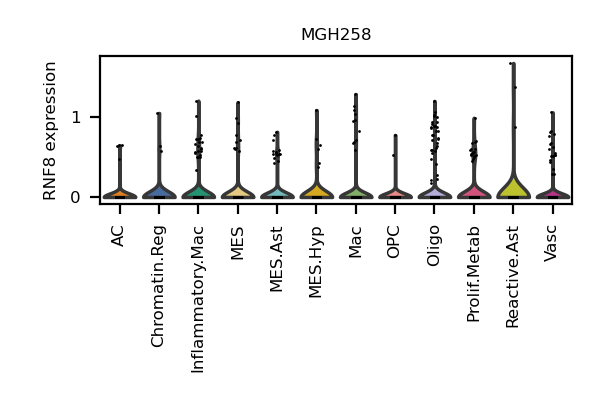 MGH258
RNF8 expression
1
0
AC
Chromatin.Reg
Inflammatory.Mac
MES
MES.Ast
MES.Hyp
Mac
OPC
Oligo
Prolif.Metab
Reactive.Ast
Vasc